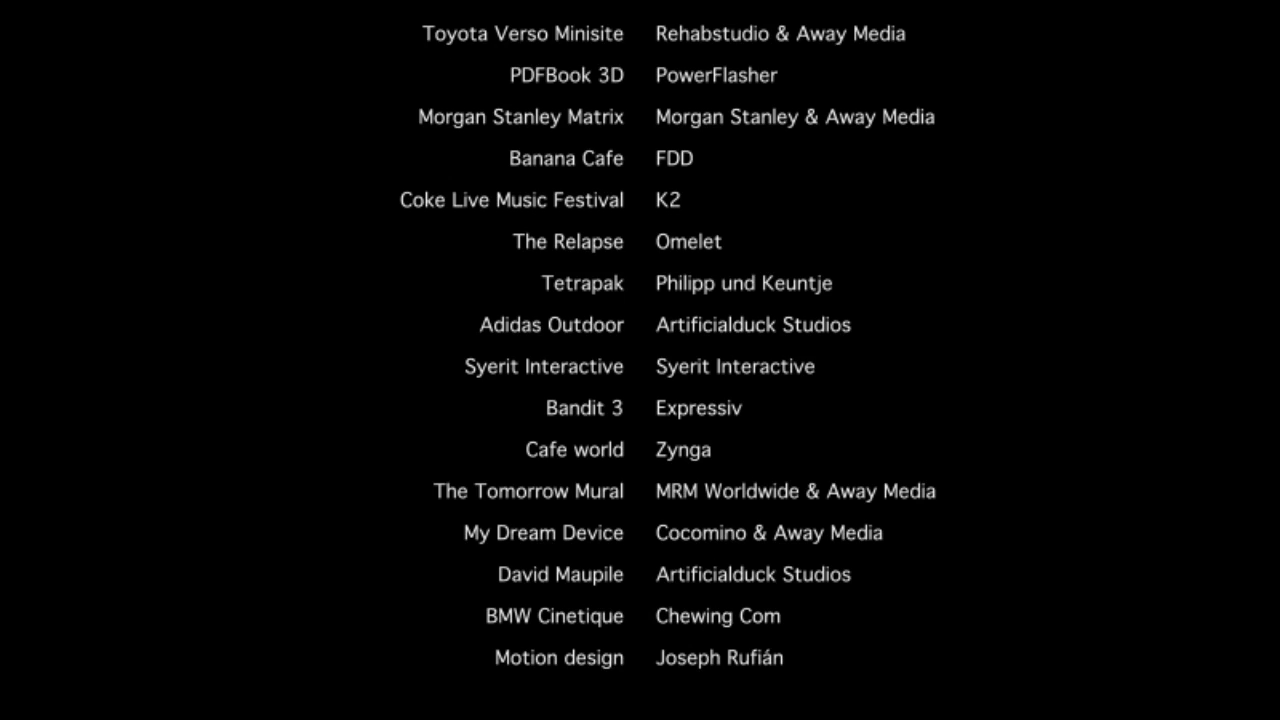 Toyota Verso Minisite Rehabstudio & Away Media
PDFBook 3D PowerFlasher
Morgan Stanley Matrix Morgan Stanley & Away Media
Banana Cafe FDD
Coke Live Music Festival K2
The Relapse Omelet
Tetrapak Philipp und Keuntje
Adidas Outdoor Artificialduck Studios
Syerit Interactive Syerit Interactive
Bandit 3 Expressiv
Cafe world Zynga
The Tomorrow Mural MRM Worldwide & Away Media
My Dream Device Cocomino & Away Media
David Maupile Artificialduck Studios
BMW Cinetique Chewing Com
Motion design Joseph Rufián